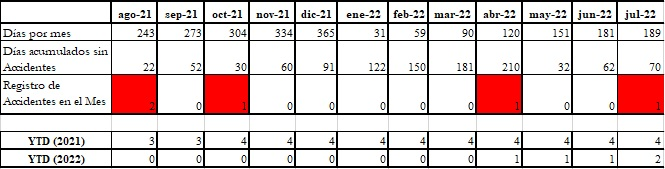 ago-21 sep-21 oct-21 nov-21 dic-21 ene-22 feb-22 mar-22 abr-22 may-22 jun-22 jul-22
Días por mes 243 273 304 334 365 31 59 90 120 151 181 189
Días acumulados sin
Accidentes 22 52 30 60 91 122 150 181 210 32 62 70
Registro de
Accidentes en el Mes 2 0 1 0 0 0 0 0 1 0 0 1
YTD (2021) 3 3 4 4 4 4 4 4 4 4 4 4
YTD (2022) 0 0 0 0 0 0 0 0 1 1 1 2